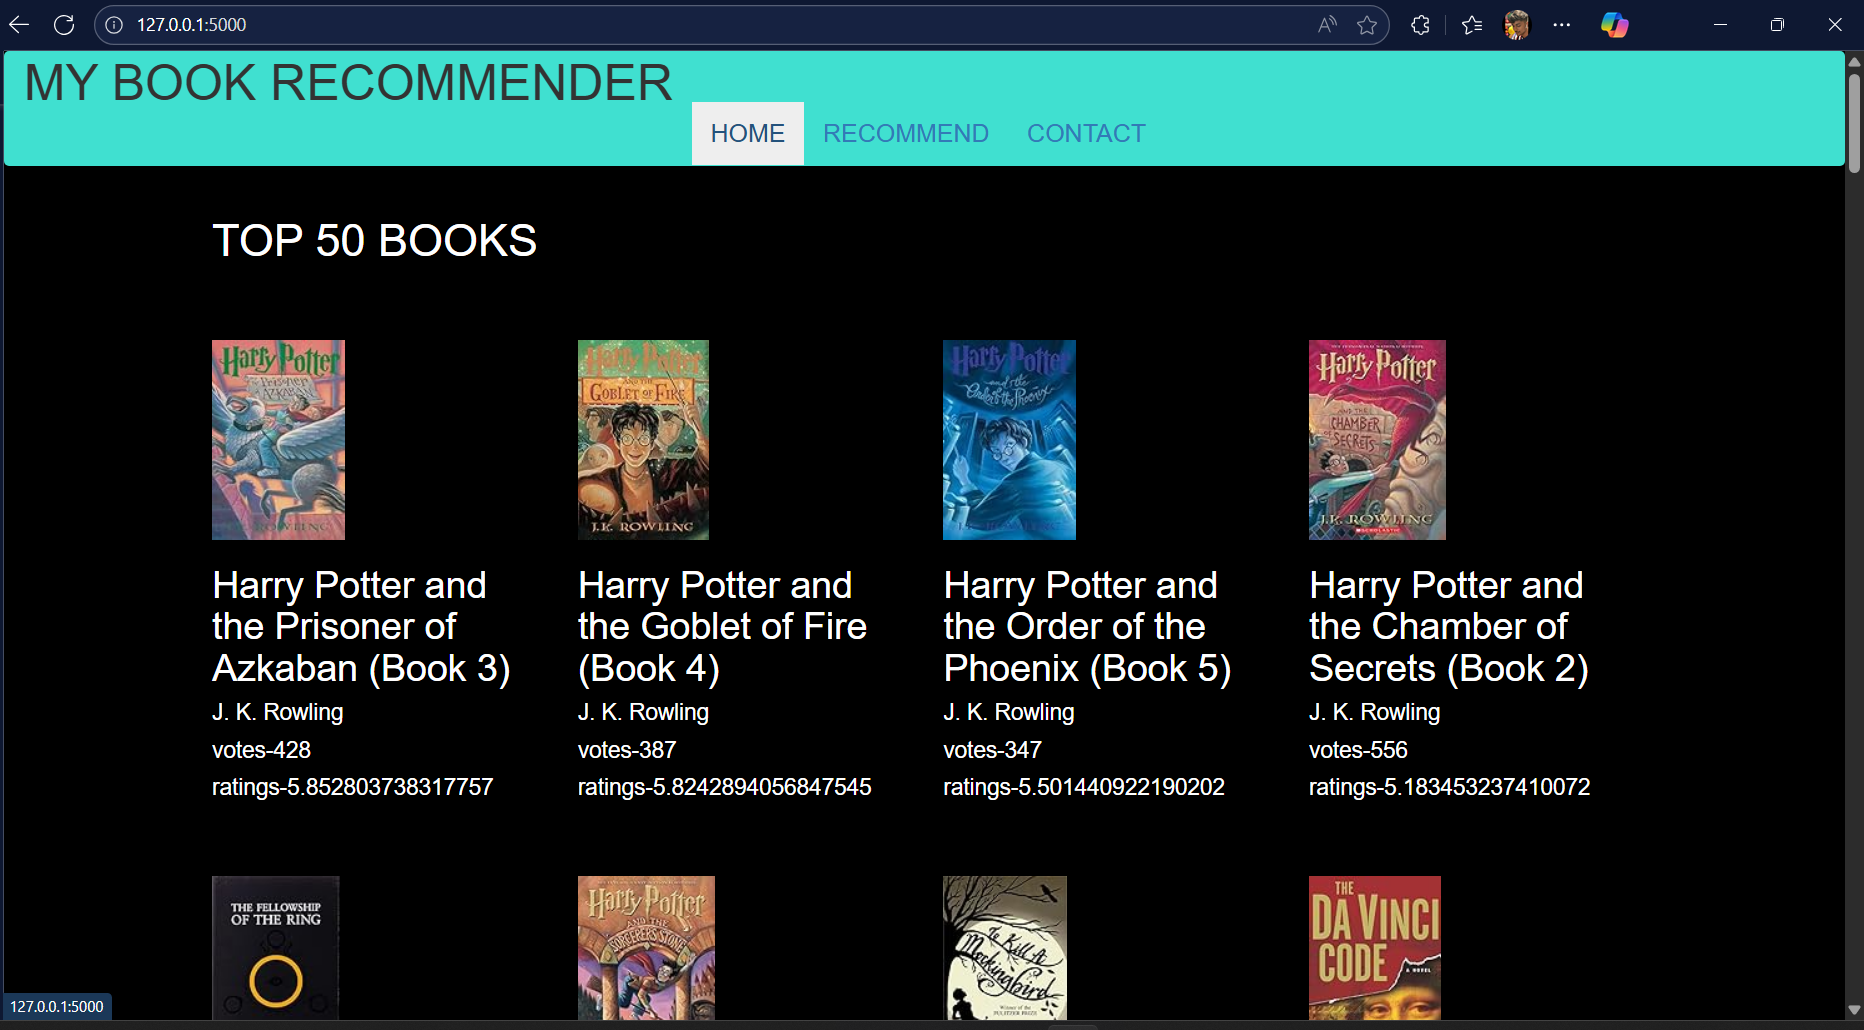 127.0.0.1:5000
MY BOOK RECOMMENDER
HOME RECOMMEND CONTACT
TOP 50 BOOKS
Harry Potter
Prisoner
AZKABAN
Harry Potter
AND THE
GOBLET OF FIRE
J.K. ROWLING
Harry Potter
and the
Order of the Phoenix
Harry Potter
AND THE
CHAMBER
OF SECRETS
J.K. ROWLING
SCHOLASTIC
Harry Potter and
the Prisoner of
Azkaban (Book 3)
J. K. Rowling
votes-428
ratings-5.852803738317757
Harry Potter and
the Goblet of Fire
(Book 4)
J. K. Rowling
votes-387
ratings-5.8242894056847545
Harry Potter and
the Order of the
Phoenix (Book 5)
J. K. Rowling
votes-347
ratings-5.501440922190202
Harry Potter and
the Chamber of
Secrets (Book 2)
J. K. Rowling
votes-556
ratings-5.183453237410072
THE FELLOWSHIP
OF THE RING
Harry Potter
AND THE
SORCERER'S STONE
To Kill A
Mockingbird
Winner of the
PULITZER PRIZE
THE
DA VINCI
CODE
A NOVEL
127.0.0.1:5000